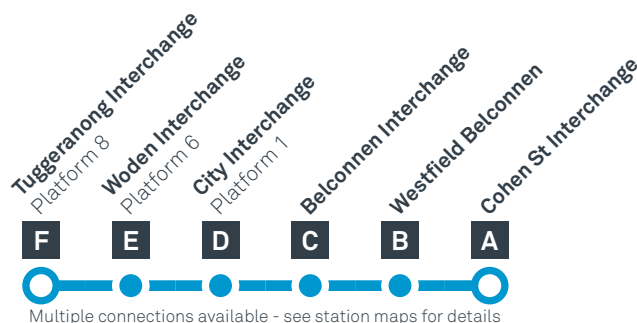 Tuggeranong Interchange
Platform 8
Woden Interchange
Platform 6
City Interchange
Platform 1
Belconnen Interchange
Westfield Belconnen
Cohen St Interchange
F E D C B A
Multiple connections available - see station maps for details